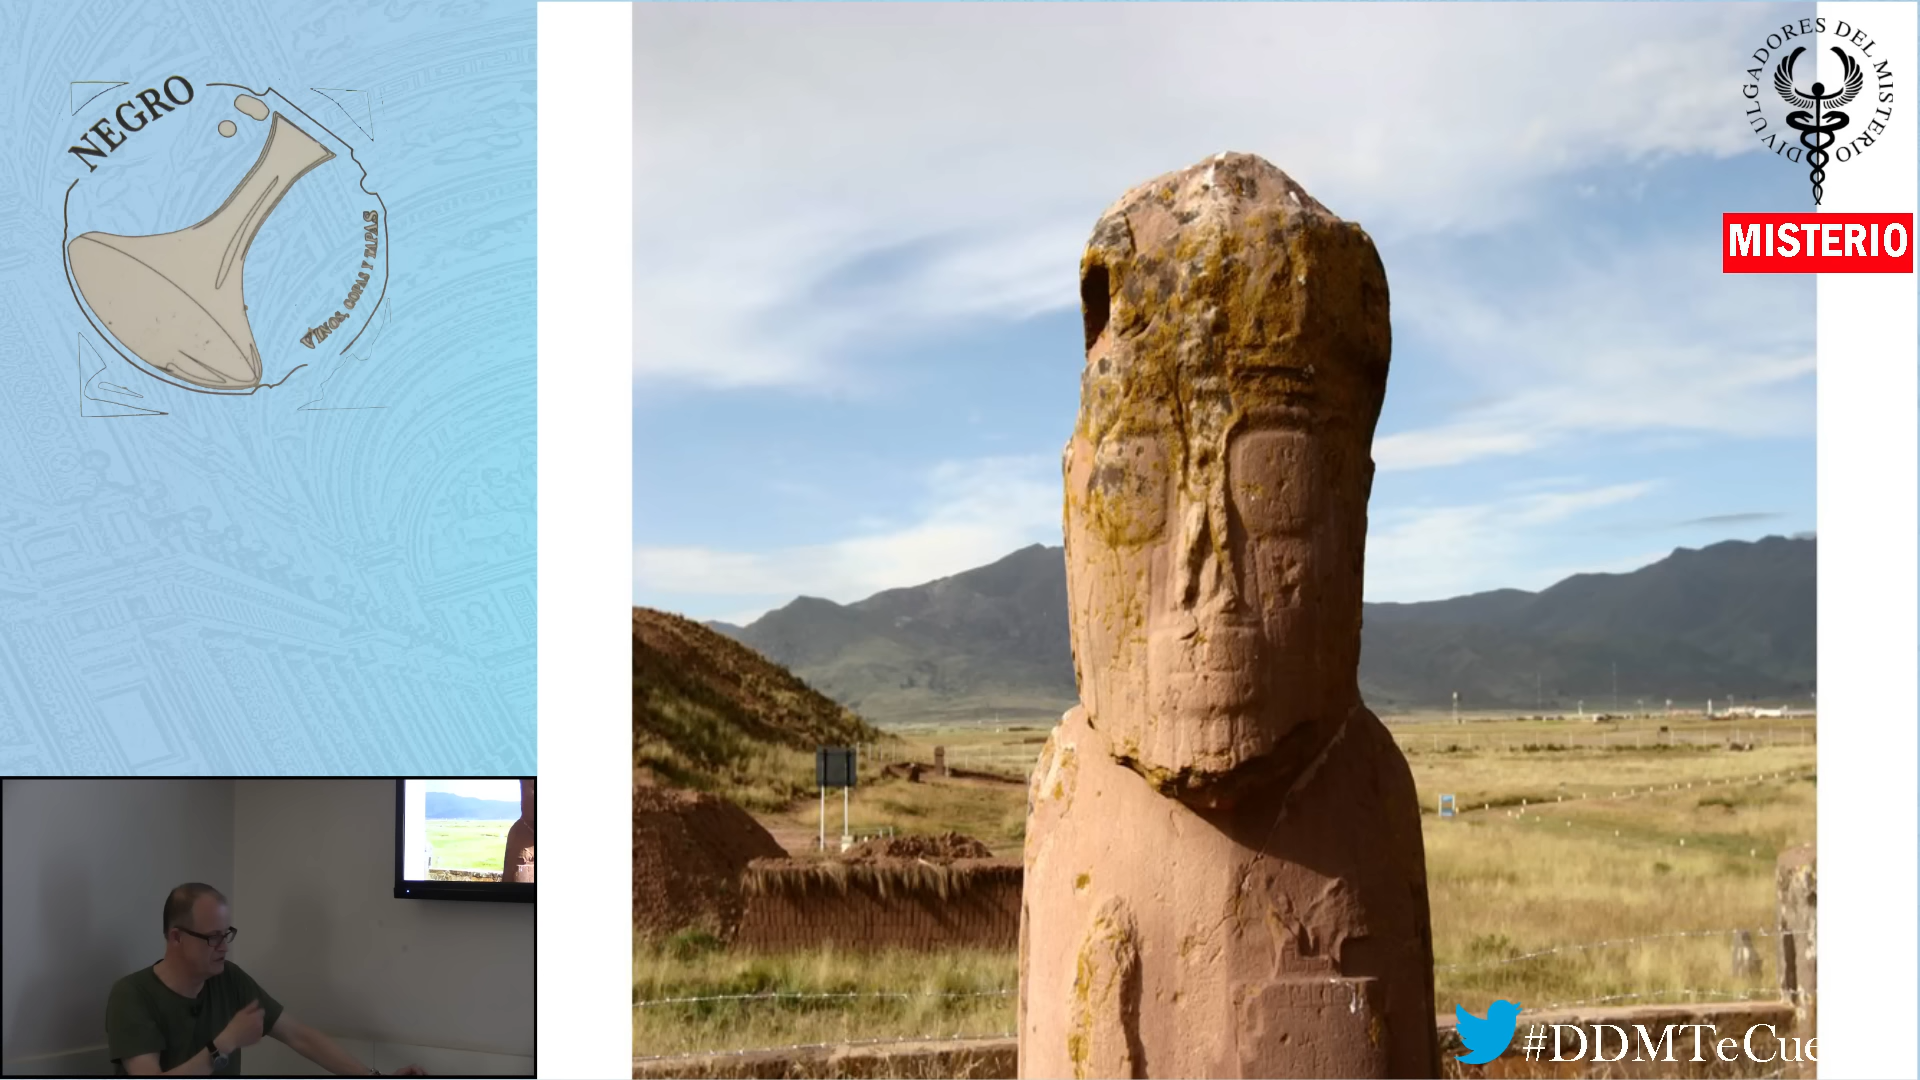 NEGRO
VINOS, COPAS Y TAPAS
DIVULGADORES DEL MISTERIO
MISTERIO
#DDMTeCue